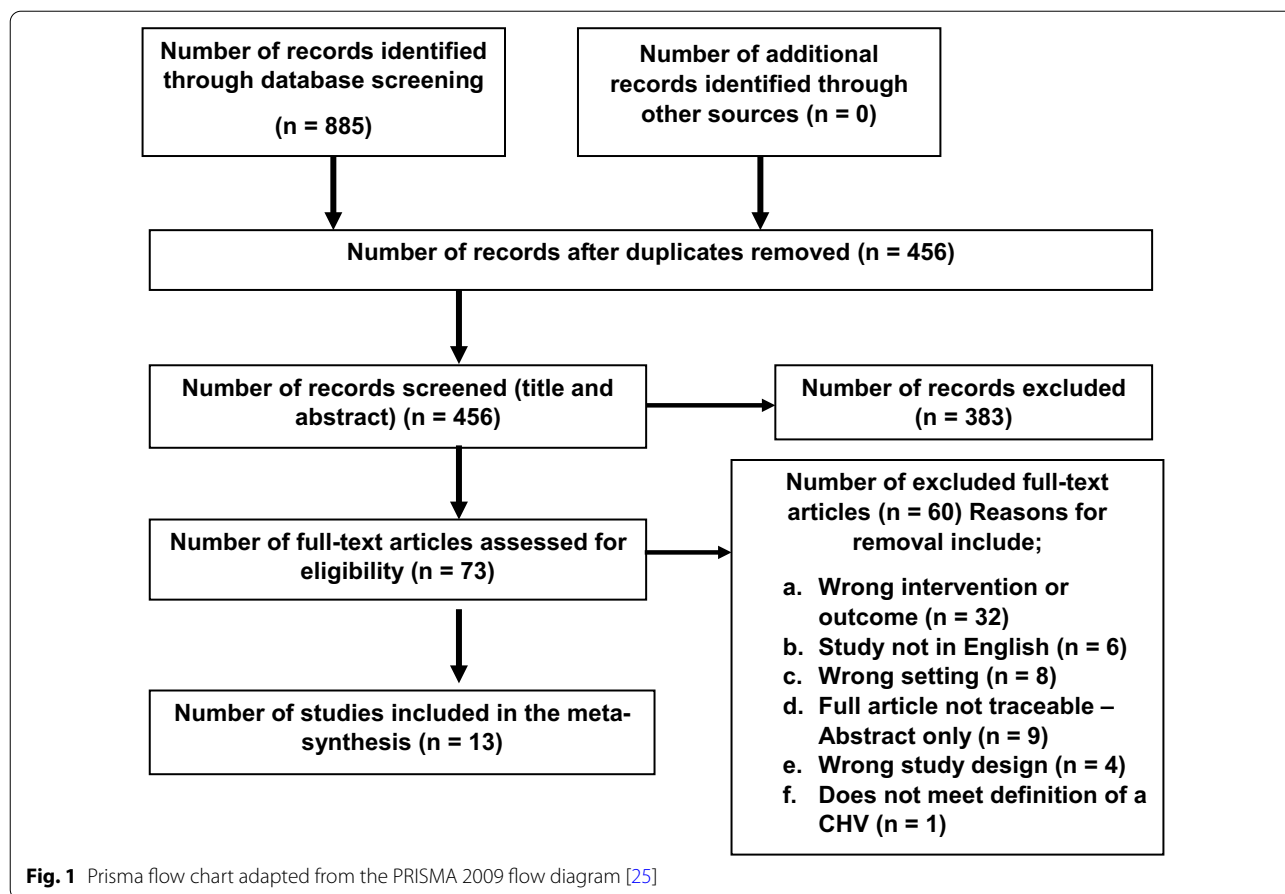 Number of records identified
through database screening
(n = 885)
Number of additional
records identified through
other sources (n = 0)
Number of records after duplicates removed (n = 456)
Number of records screened (title and
abstract) (n = 456)
Number of records excluded
(n = 383)
Number of full-text articles assessed for
eligibility (n = 73)
Number of excluded full-text
articles (n = 60) Reasons for
removal include;
a. Wrong intervention or
outcome (n = 32)
b. Study not in English (n = 6)
c. Wrong setting (n = 8)
d. Full article not traceable –
Abstract only (n = 9)
e. Wrong study design (n = 4)
f. Does not meet definition of a
CHV (n = 1)
Number of studies included in the meta-
synthesis (n = 13)
Fig. 1 Prisma flow chart adapted from the PRISMA 2009 flow diagram [25]